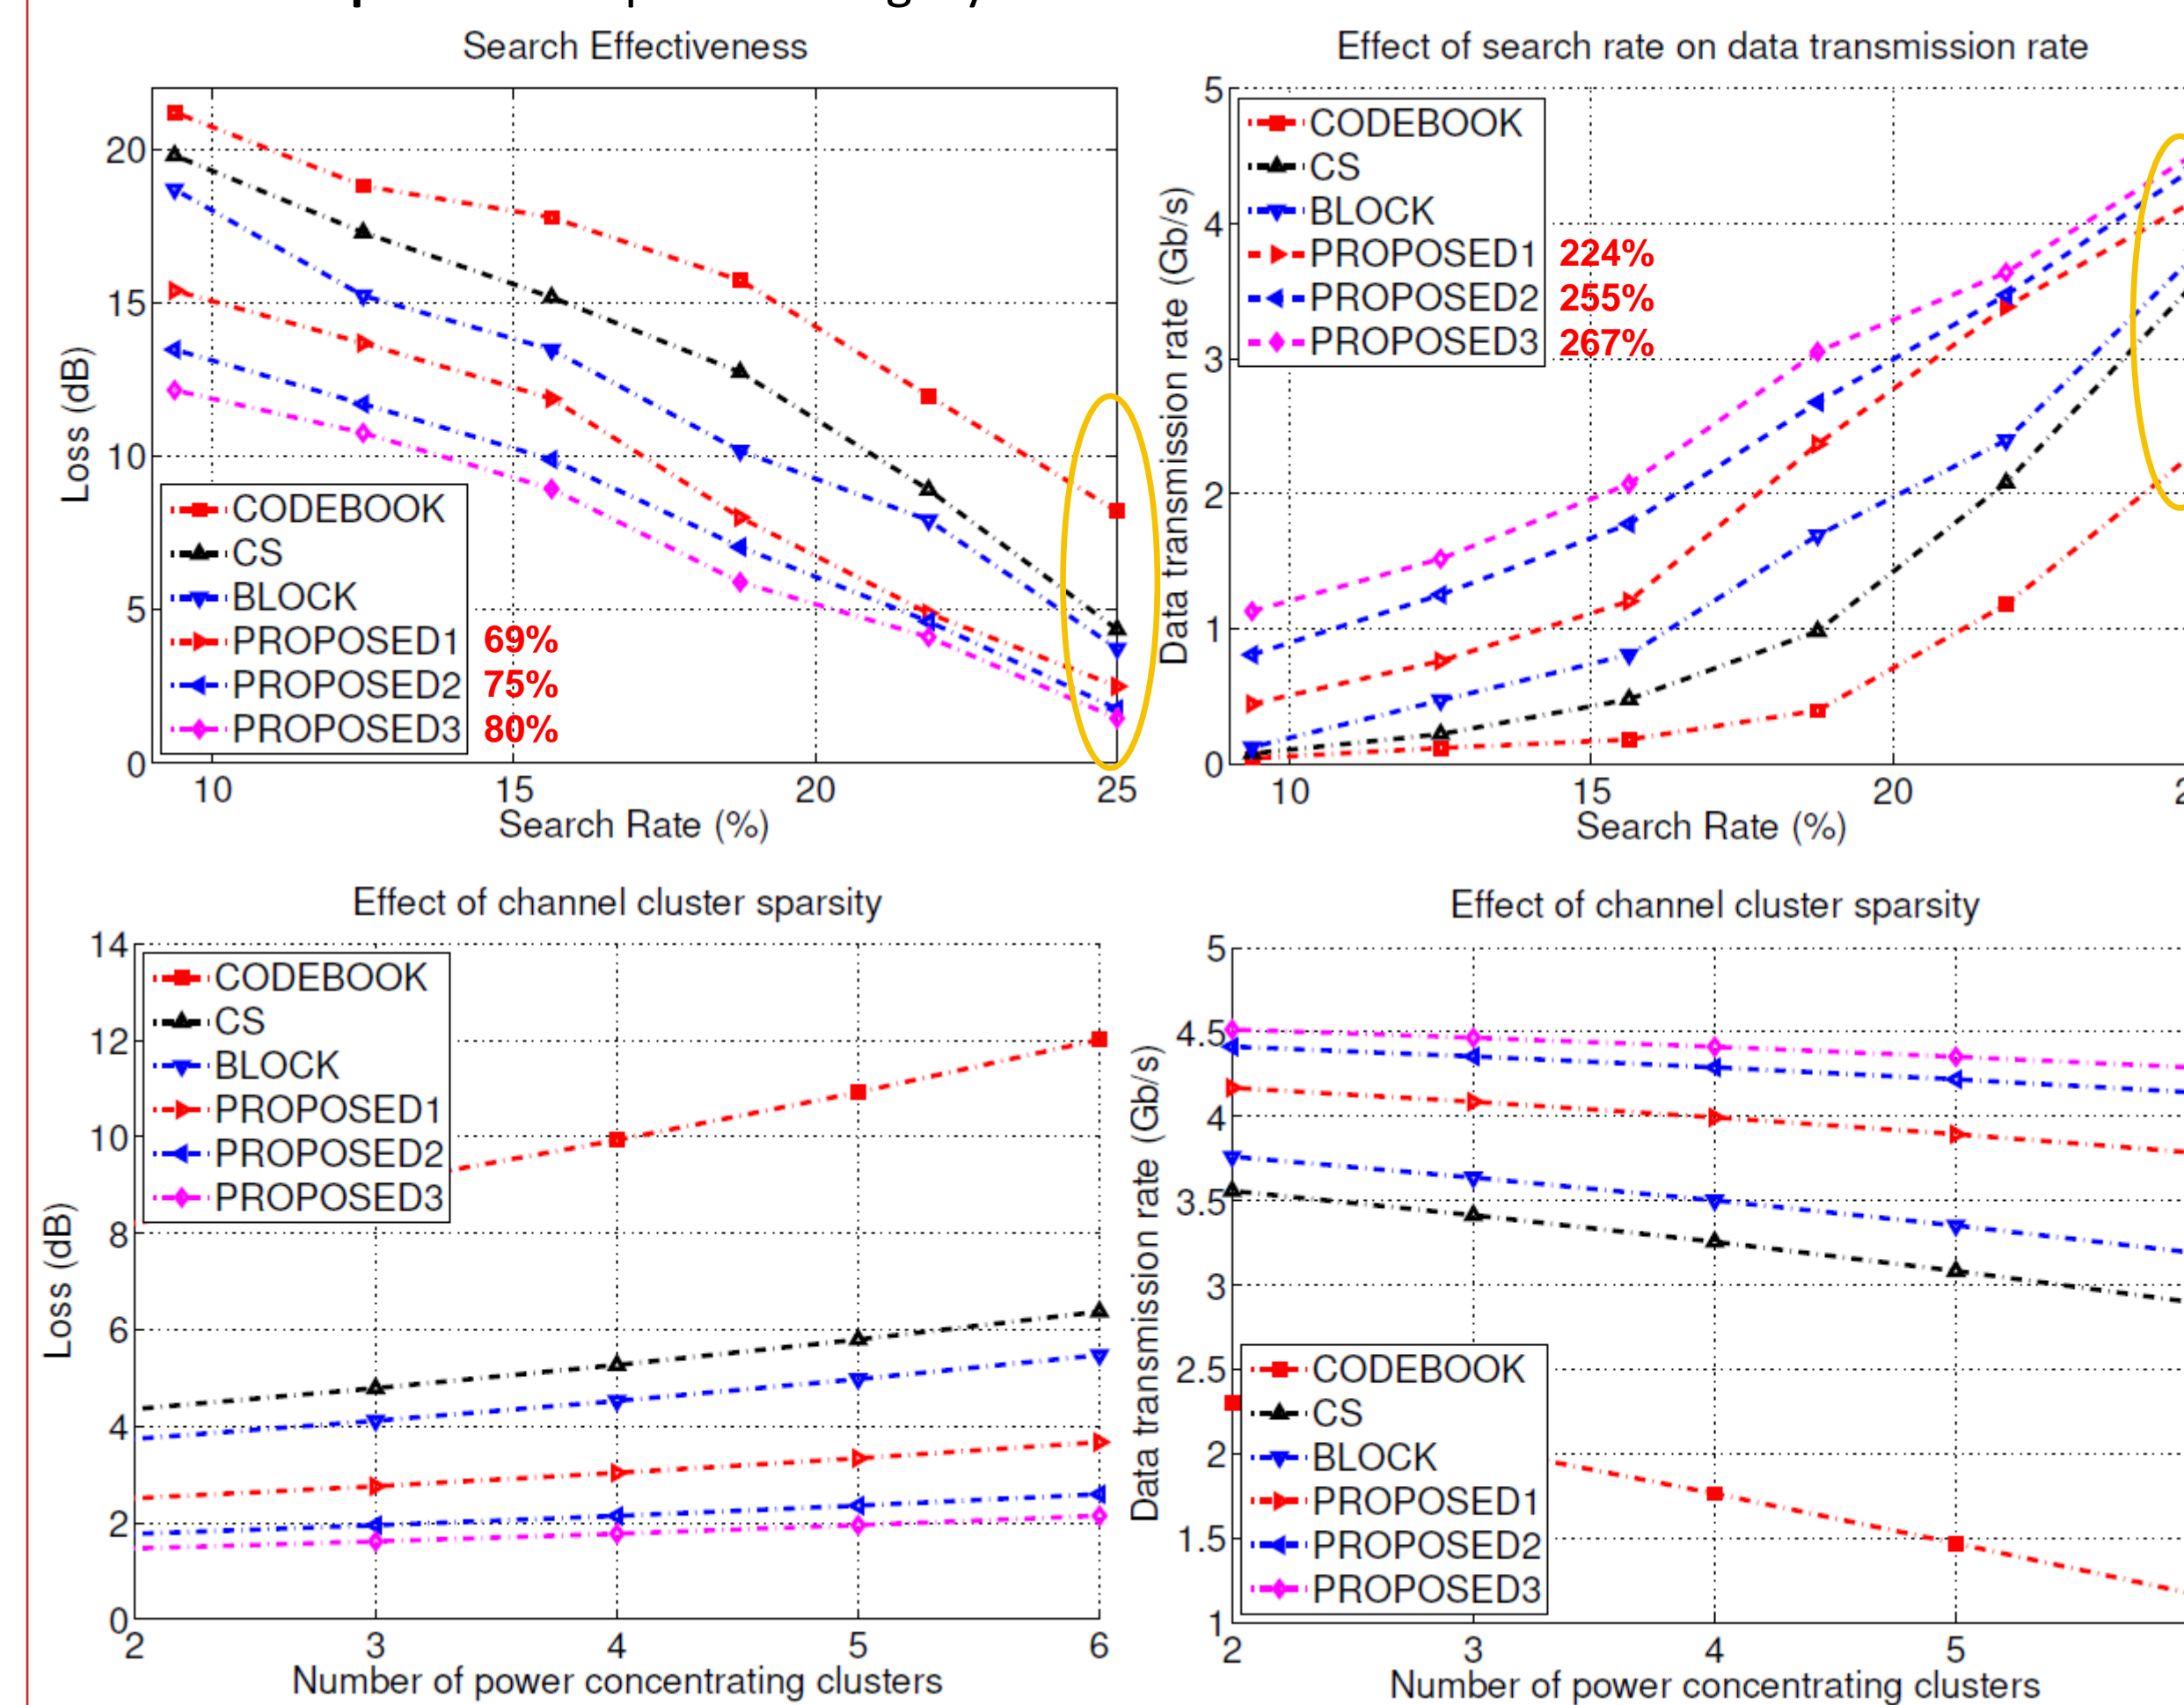 Search Effectiveness
20
15
10
5
0
10 15 20 25
Loss (dB)
Search Rate (%)
CODEBOOK
CS
BLOCK
PROPOSED1 69%
PROPOSED2 75%
PROPOSED3 80%
Effect of search rate on data transmission rate
5
4
3
2
1
0
10 15 20
Data transmission rate (Gb/s)
Search Rate (%)
CODEBOOK
CS
BLOCK
PROPOSED1 224%
PROPOSED2 255%
PROPOSED3 267%
Effect of channel cluster sparsity
14
12
10
8
6
4
2
0
2 3 4 5 6
Loss (dB)
Number of power concentrating clusters
CODEBOOK
CS
BLOCK
PROPOSED1
PROPOSED2
PROPOSED3
Effect of channel cluster sparsity
5
4.5
4
3.5
3
2.5
2
1.5
1
2 3 4 5
Data transmission rate (Gb/s)
Number of power concentrating clusters
CODEBOOK
CS
BLOCK
PROPOSED1
PROPOSED2
PROPOSED3